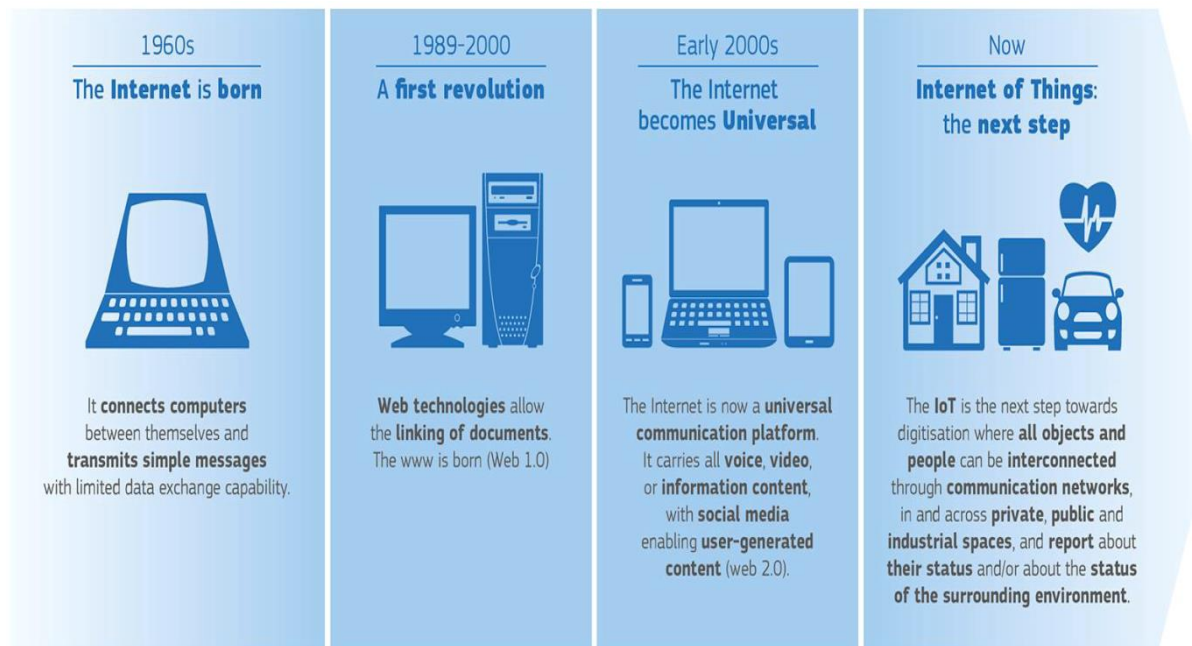 1960s
The Internet is born
It connects computers
between themselves and
transmits simple messages
with limited data exchange capability.
1989-2000
A first revolution
Web technologies allow
the linking of documents.
The www is born (Web 1.0)
Early 2000s
The Internet
becomes Universal
The Internet is now a universal
communication platform.
It carries all voice, video,
or information content,
with social media
enabling user-generated
content (web 2.0).
Now
Internet of Things:
the next step
The IoT is the next step towards
digitisation where all objects and
people can be interconnected
through communication networks,
in and across private, public and
industrial spaces, and report about
their status and/or about the status
of the surrounding environment.